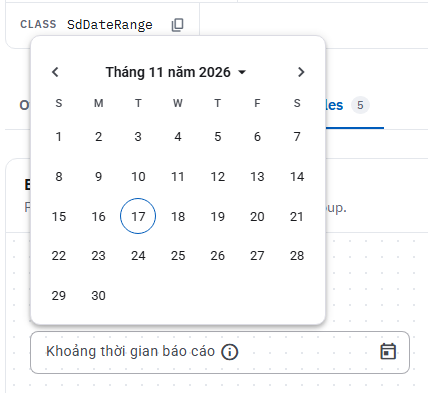 CLASS SdDateRange
Tháng 11 năm 2026
S M T W T F S
1 2 3 4 5 6 7
8 9 10 11 12 13 14
15 16 17 18 19 20 21
22 23 24 25 26 27 28
29 30
5
Khoảng thời gian báo cáo